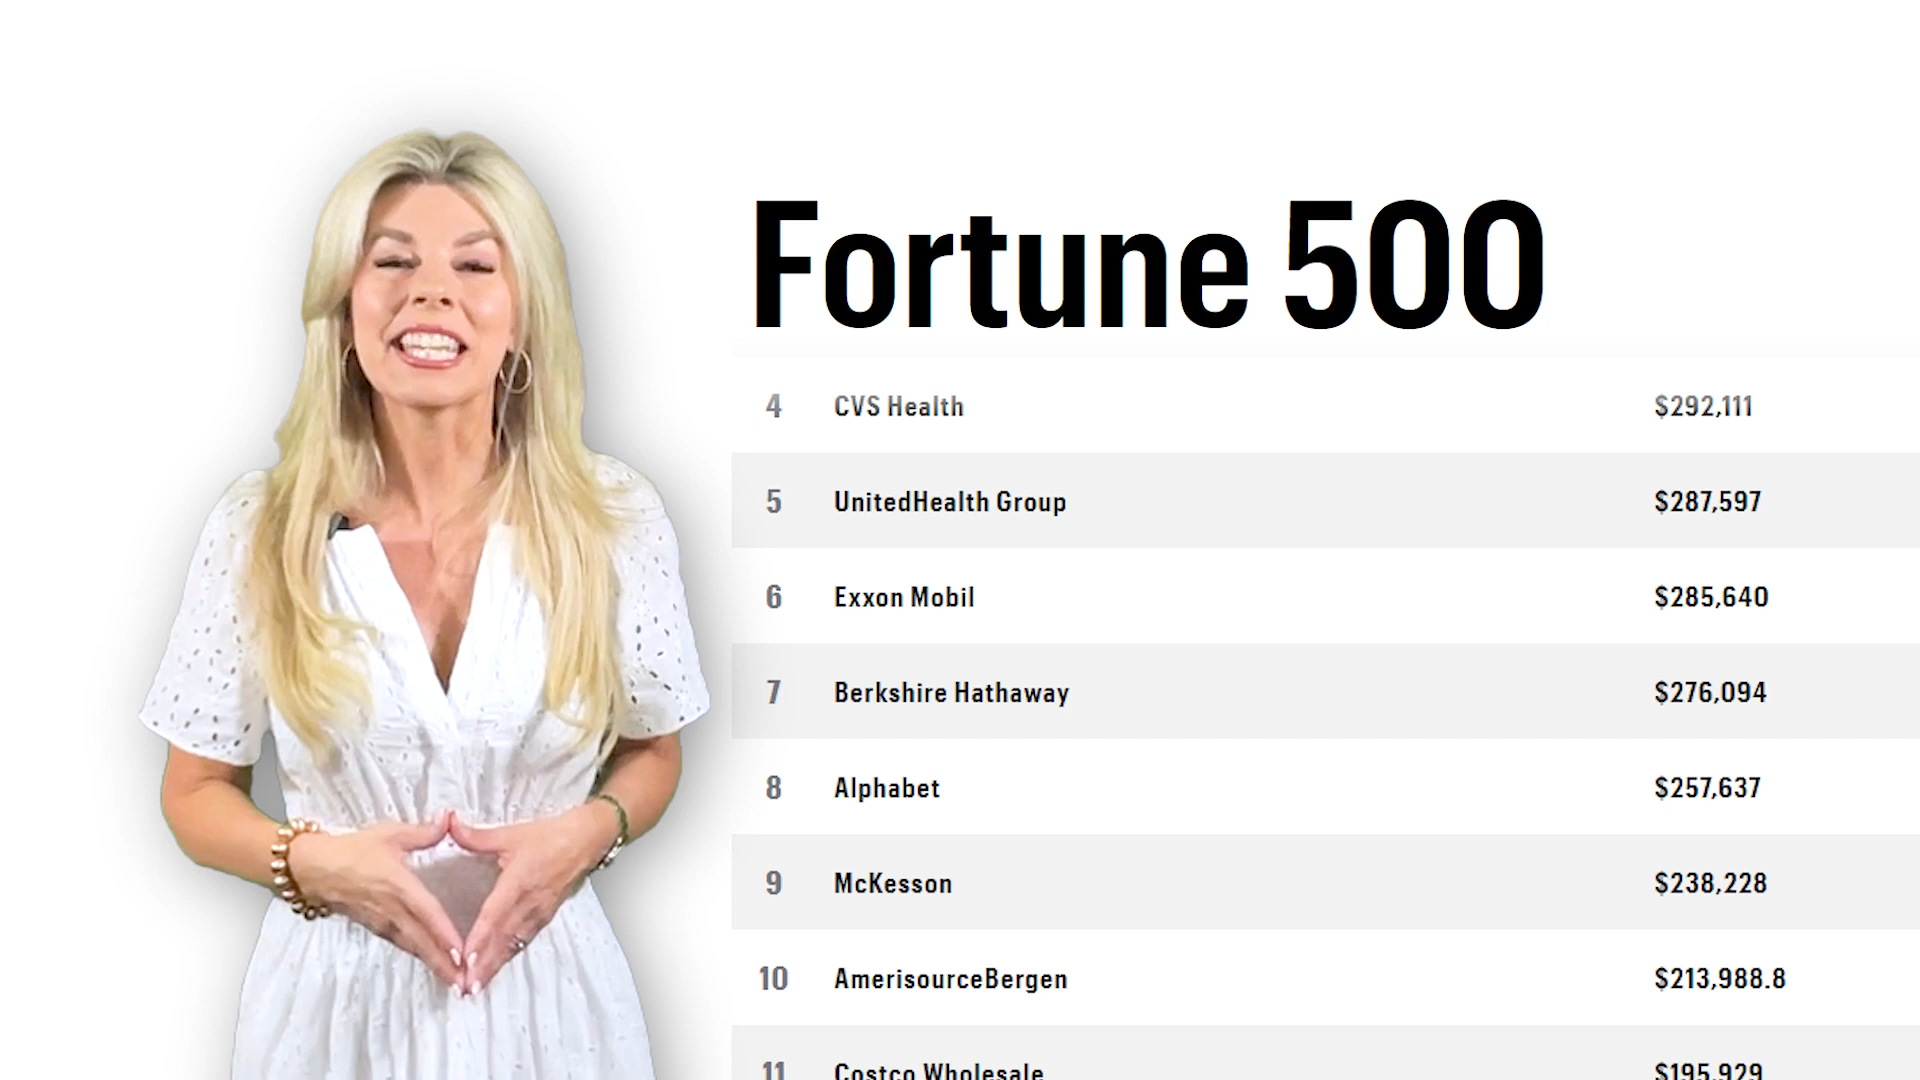 Fortune 500
4 CVS Health $292,111
5 UnitedHealth Group $287,597
6 Exxon Mobil $285,640
7 Berkshire Hathaway $276,094
8 Alphabet $257,637
9 McKesson $238,228
10 AmerisourceBergen $213,988.8
11 Costco Wholesale $195,929